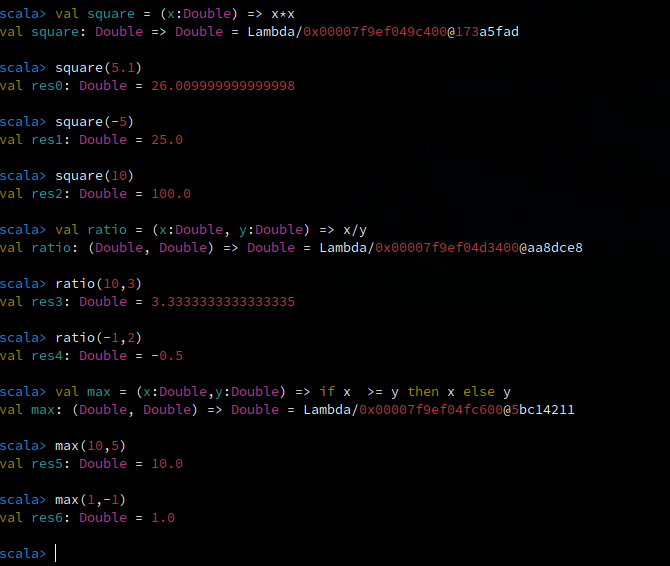 scala> val square = (x:Double) => x*x
val square: Double => Double = Lambda/0x00007f9ef049c400@173a5fad
scala> square(5.1)
val res0: Double = 26.009999999999998
scala> square(-5)
val res1: Double = 25.0
scala> square(10)
val res2: Double = 100.0
scala> val ratio = (x:Double, y:Double) => x/y
val ratio: (Double, Double) => Double = Lambda/0x00007f9ef04d3400@aa8dce8
scala> ratio(10,3)
val res3: Double = 3.3333333333333335
scala> ratio(-1,2)
val res4: Double = -0.5
scala> val max = (x:Double,y:Double) => if x  >= y then x else y
val max: (Double, Double) => Double = Lambda/0x00007f9ef04fc600@5bc14211
scala> max(10,5)
val res5: Double = 10.0
scala> max(1,-1)
val res6: Double = 1.0
scala>